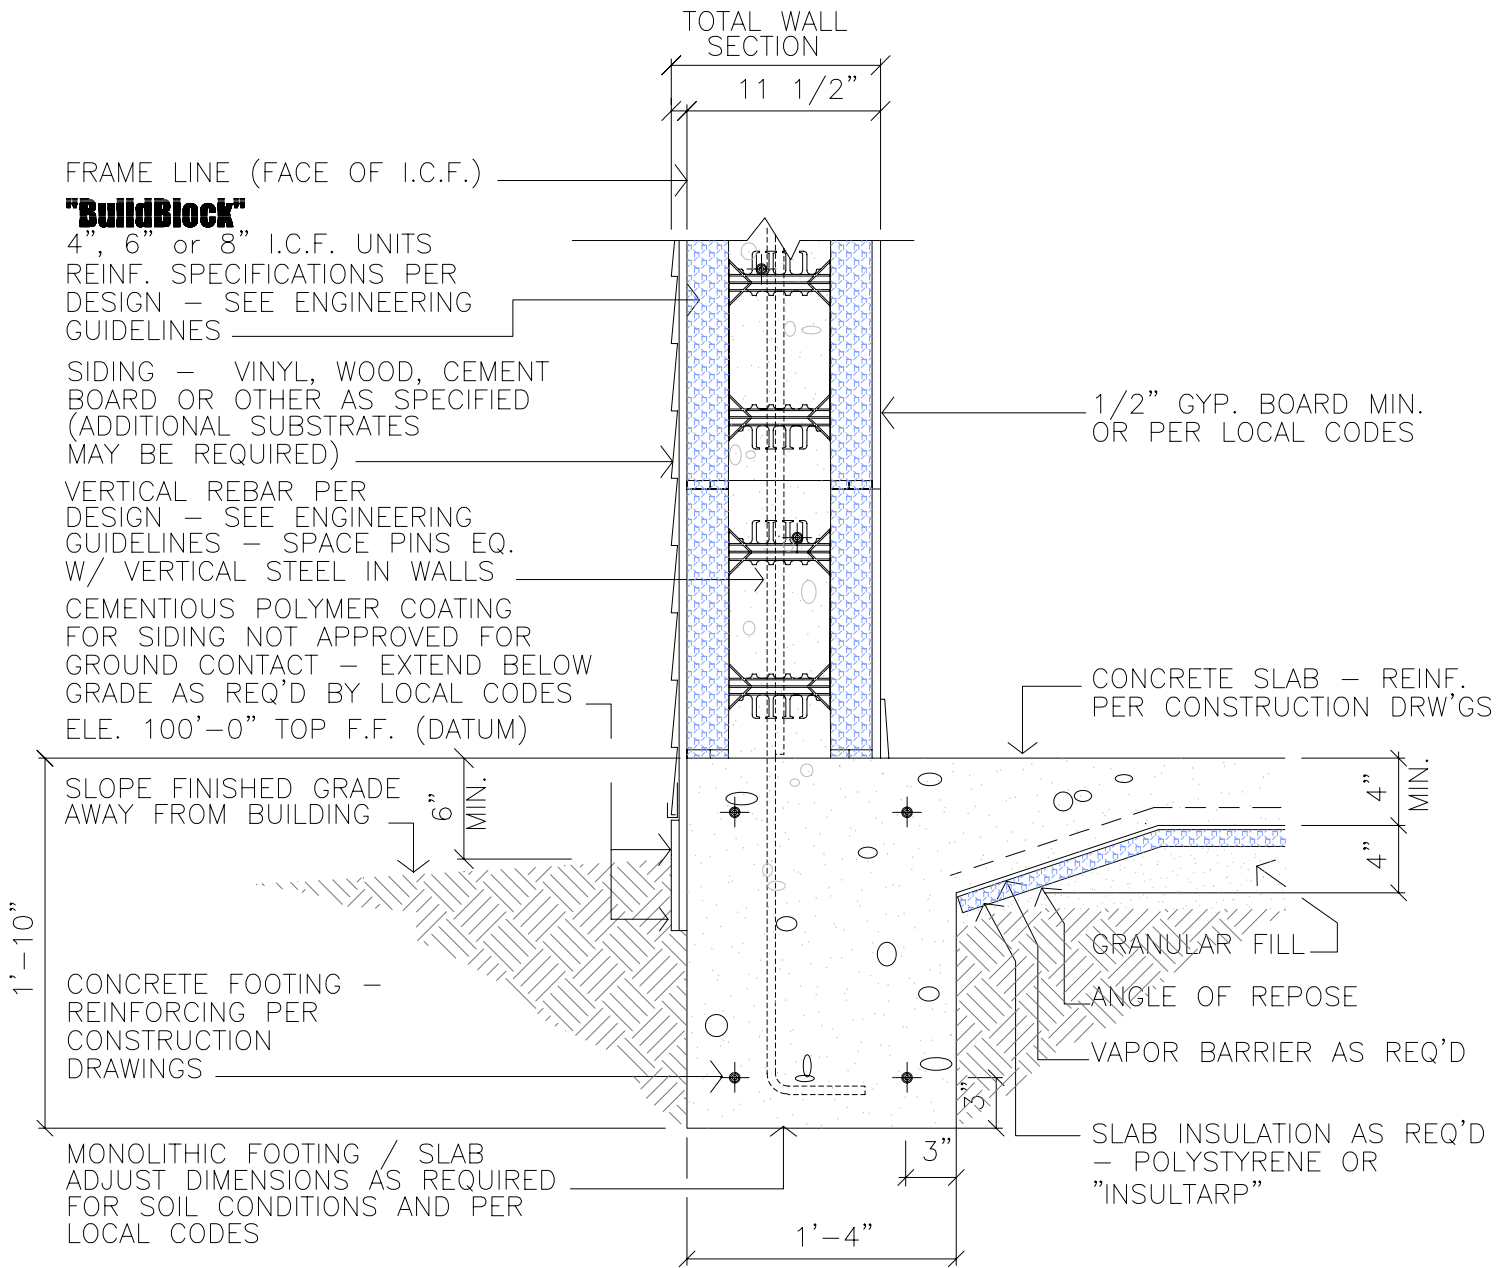 TOTAL WALL
SECTION
11 1/2"
FRAME LINE (FACE OF I.C.F.)
"BuildBlock"
4", 6" or 8" I.C.F. UNITS
REINF. SPECIFICATIONS PER
DESIGN – SEE ENGINEERING
GUIDELINES
SIDING – VINYL, WOOD, CEMENT
BOARD OR OTHER AS SPECIFIED
(ADDITIONAL SUBSTRATES
MAY BE REQUIRED)
VERTICAL REBAR PER
DESIGN – SEE ENGINEERING
GUIDELINES – SPACE PINS EQ.
W/ VERTICAL STEEL IN WALLS
CEMENTIOUS POLYMER COATING
FOR SIDING NOT APPROVED FOR
GROUND CONTACT – EXTEND BELOW
GRADE AS REQ'D BY LOCAL CODES
ELE. 100'–0" TOP F.F. (DATUM)
SLOPE FINISHED GRADE
AWAY FROM BUILDING
6"
MIN.
1'–10"
CONCRETE FOOTING –
REINFORCING PER
CONSTRUCTION
DRAWINGS
MONOLITHIC FOOTING / SLAB
ADJUST DIMENSIONS AS REQUIRED
FOR SOIL CONDITIONS AND PER
LOCAL CODES
1/2" GYP. BOARD MIN.
OR PER LOCAL CODES
CONCRETE SLAB – REINF.
PER CONSTRUCTION DRW'GS
4"
MIN.
4"
GRANULAR FILL
ANGLE OF REPOSE
VAPOR BARRIER AS REQ'D
SLAB INSULATION AS REQ'D
– POLYSTYRENE OR
"INSULTARP"
3"
3"
1'–4"